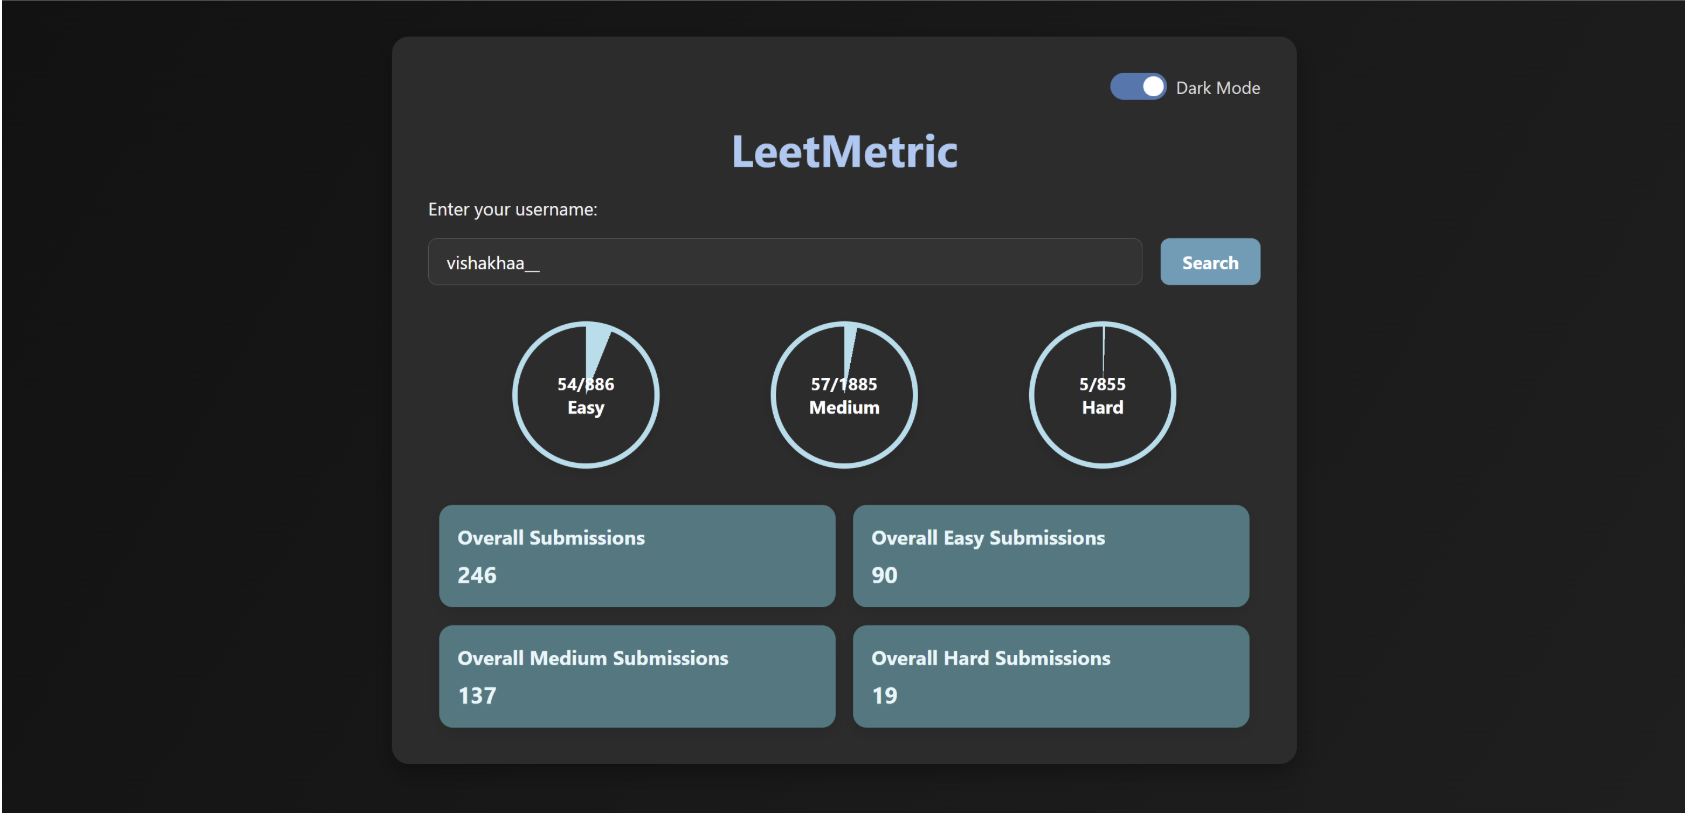 Dark Mode
LeetMetric
Enter your username:
vishakhaa__
Search
54/886
Easy
57/1885
Medium
5/855
Hard
Overall Submissions
246
Overall Easy Submissions
90
Overall Medium Submissions
137
Overall Hard Submissions
19